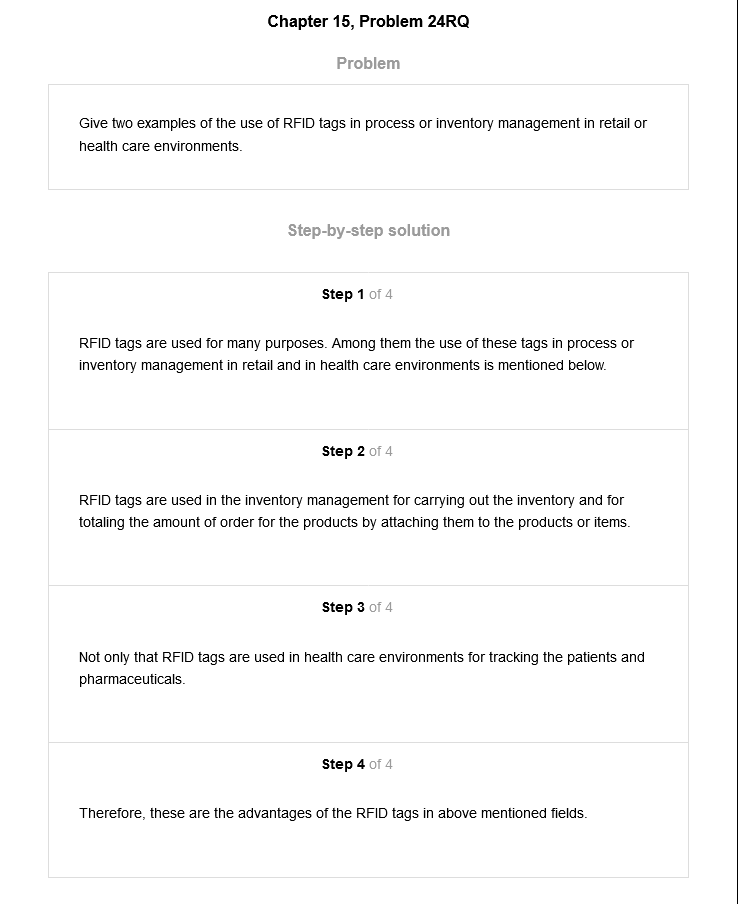 Chapter 15, Problem 24RQ
Problem
Give two examples of the use of RFID tags in process or inventory management in retail or
health care environments.
Step-by-step solution
Step 1 of 4
RFID tags are used for many purposes. Among them the use of these tags in process or
inventory management in retail and in health care environments is mentioned below.
Step 2 of 4
RFID tags are used in the inventory management for carrying out the inventory and for
totaling the amount of order for the products by attaching them to the products or items.
Step 3 of 4
Not only that RFID tags are used in health care environments for tracking the patients and
pharmaceuticals.
Step 4 of 4
Therefore, these are the advantages of the RFID tags in above mentioned fields.